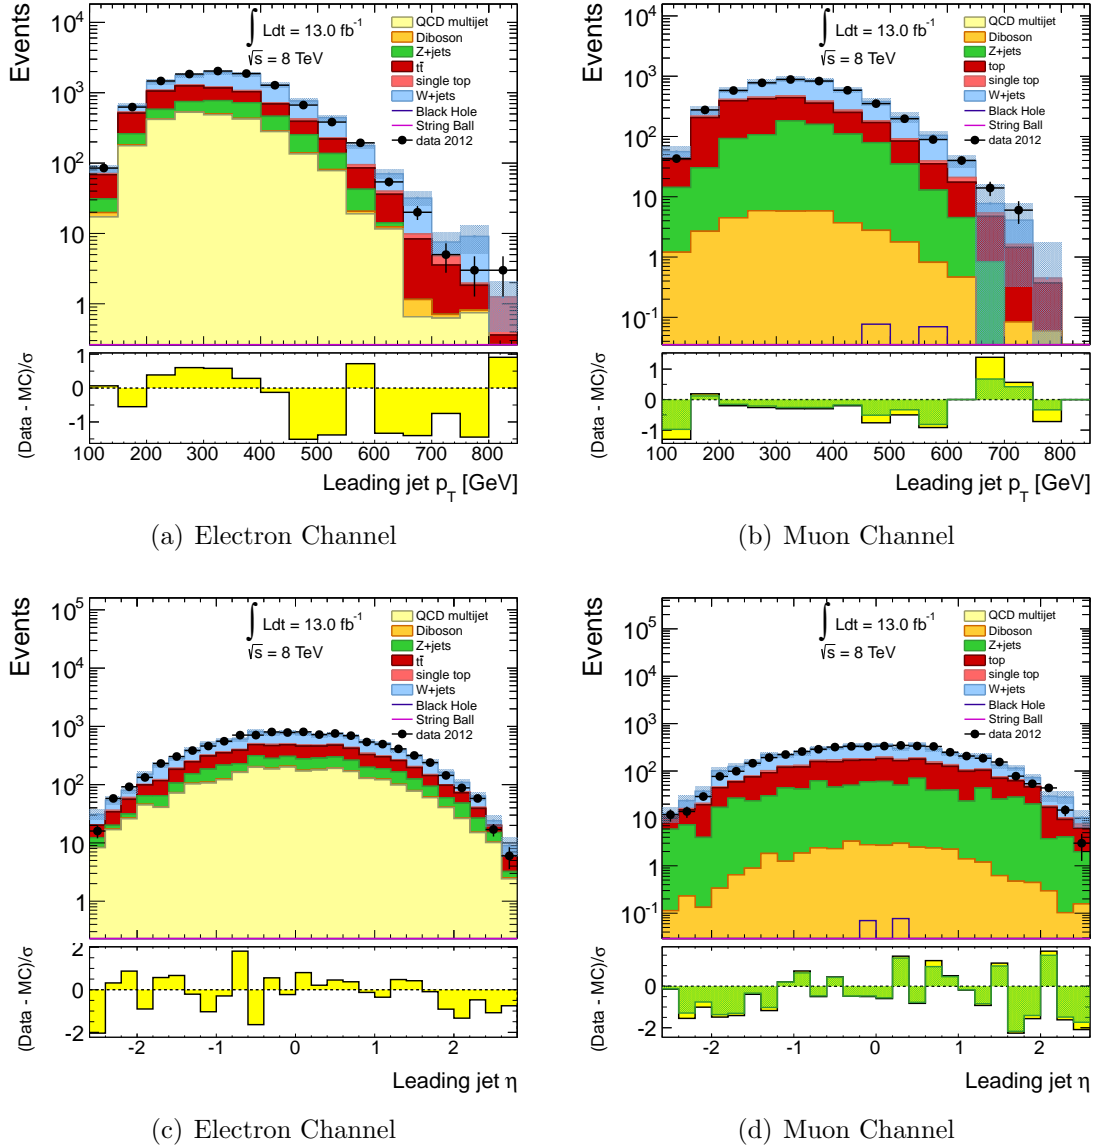 Events
10⁴
10³
10²
10
1
∫ Ldt = 13.0 fb⁻¹
√s = 8 TeV
QCD multijet
Diboson
Z+jets
tt̄
single top
W+jets
Black Hole
String Ball
data 2012
(Data - MC)/σ
1
0
-1
100 200 300 400 500 600 700 800
Leading jet p_T [GeV]
(a) Electron Channel
Events
10⁴
10³
10²
10
1
10⁻¹
∫ Ldt = 13.0 fb⁻¹
√s = 8 TeV
QCD multijet
Diboson
Z+jets
top
single top
W+jets
Black Hole
String Ball
data 2012
(Data - MC)/σ
1
0
-1
100 200 300 400 500 600 700 800
Leading jet p_T [GeV]
(b) Muon Channel
Events
10⁵
10⁴
10³
10²
10
1
∫ Ldt = 13.0 fb⁻¹
√s = 8 TeV
QCD multijet
Diboson
Z+jets
tt̄
single top
W+jets
Black Hole
String Ball
data 2012
(Data - MC)/σ
2
0
-2
-2 -1 0 1 2
Leading jet η
(c) Electron Channel
Events
10⁵
10⁴
10³
10²
10
1
10⁻¹
∫ Ldt = 13.0 fb⁻¹
√s = 8 TeV
QCD multijet
Diboson
Z+jets
top
single top
W+jets
Black Hole
String Ball
data 2012
(Data - MC)/σ
0
-2
-2 -1 0 1 2
Leading jet η
(d) Muon Channel